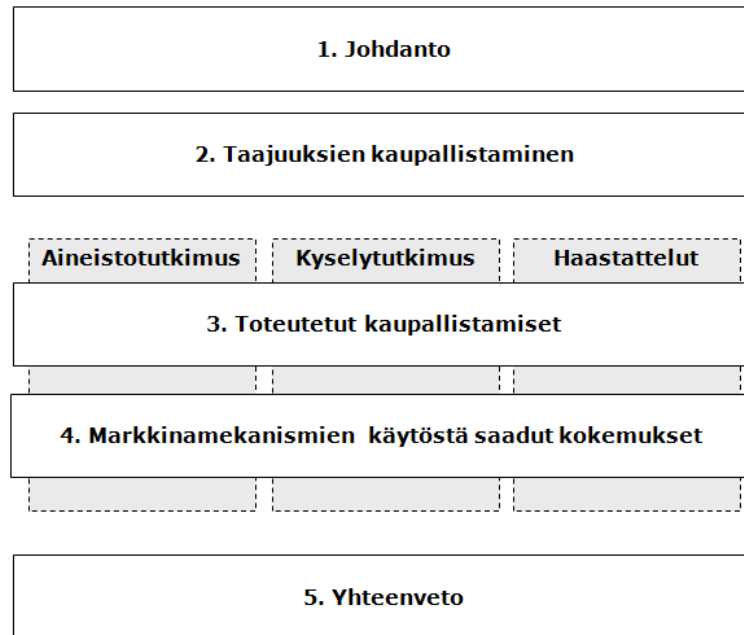 1. Johdanto
2. Taajuuksien kaupallistaminen
Aineistotutkimus
Kyselytutkimus
Haastattelut
3. Toteutetut kaupallistamiset
4. Markkinamekanismien käytöstä saadut kokemukset
5. Yhteenveto